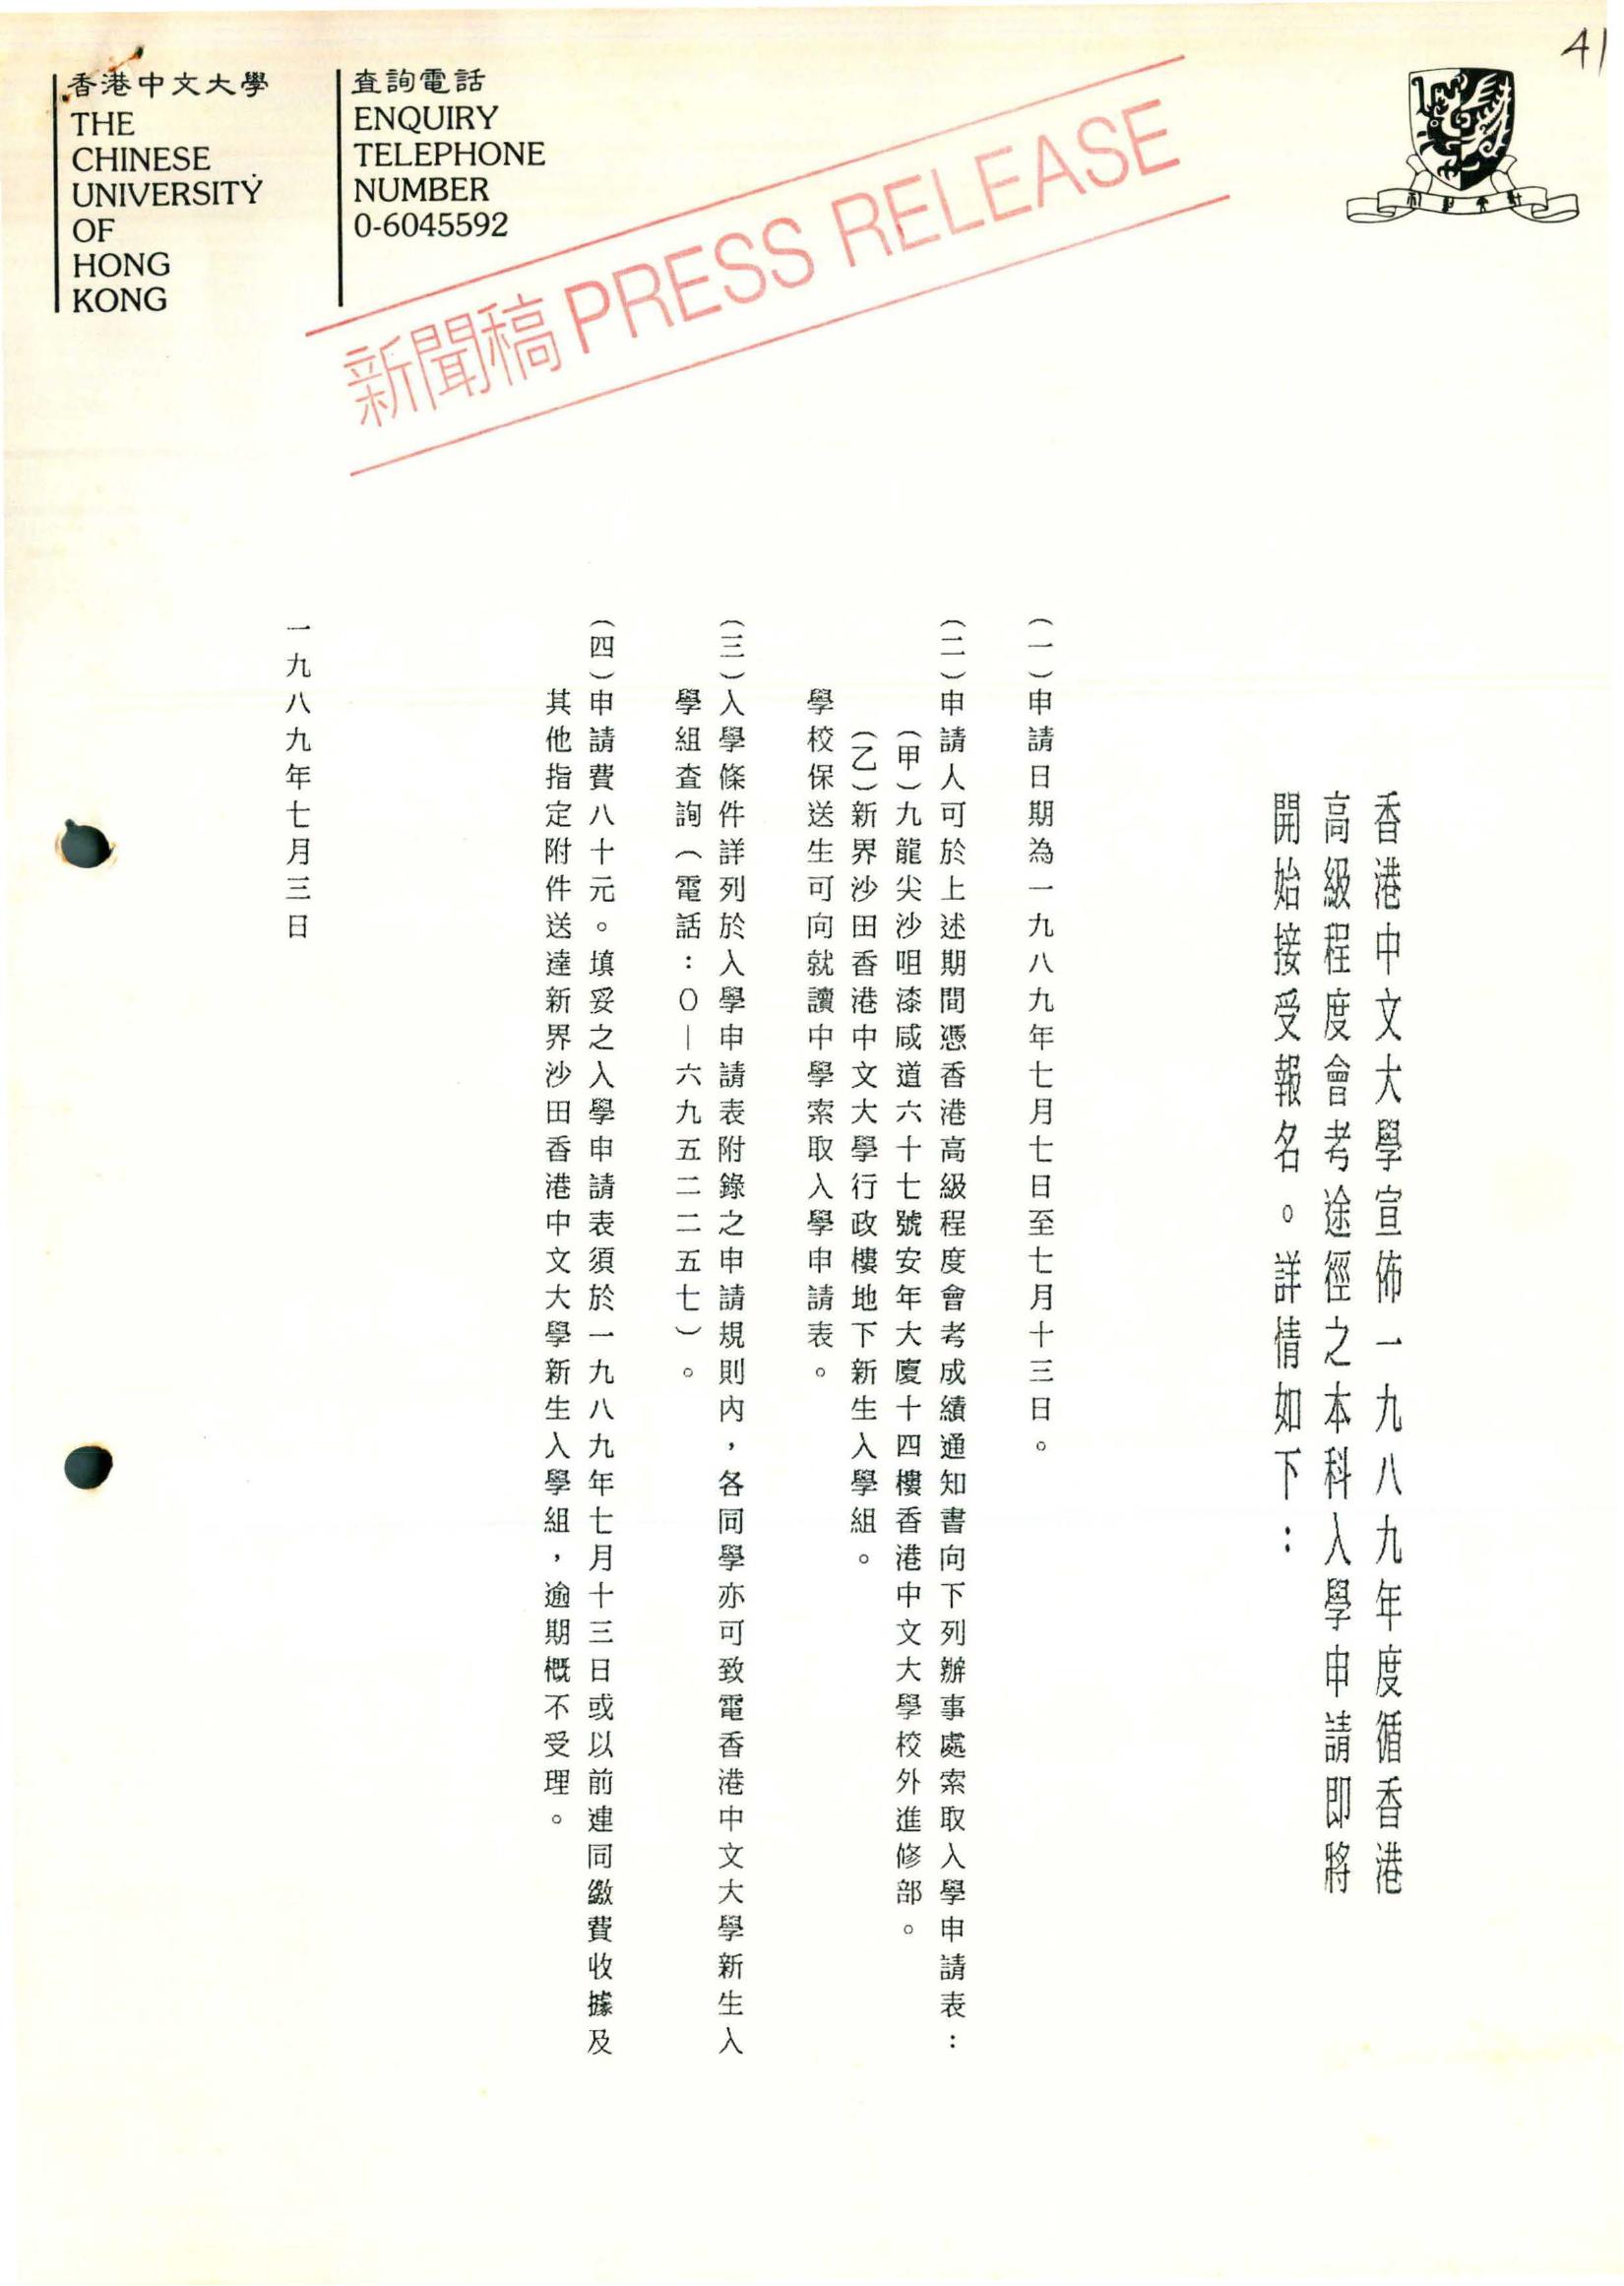 41
香港中文大學
THE
CHINESE
UNIVERSITY
OF
HONG
KONG
查詢電話
ENQUIRY
TELEPHONE
NUMBER
0-6045592
新聞稿 PRESS RELEASE
香港中文大學宣佈一九八九年度循香港
高級程度會考途徑之本科入學申請即將
開始接受報名。詳情如下：
（一）申請日期為一九八九年七月七日至七月十三日。
（二）申請人可於上述期間憑香港高級程度會考成績通知書向下列辦事處索取入學申請表：
（甲）九龍尖沙咀漆咸道六十七號安年大廈十四樓香港中文大學校外進修部。
（乙）新界沙田香港中文大學行政樓地下新生入學組。
學校保送生可向就讀中學索取入學申請表。
（三）入學條件詳列於入學申請表附錄之申請規則內，各同學亦可致電香港中文大學新生入
學組查詢（電話：〇－六九五二二五七）。
（四）申請費八十元。填妥之入學申請表須於一九八九年七月十三日或以前連同繳費收據及
其他指定附件送達新界沙田香港中文大學新生入學組，逾期概不受理。
一九八九年七月三日